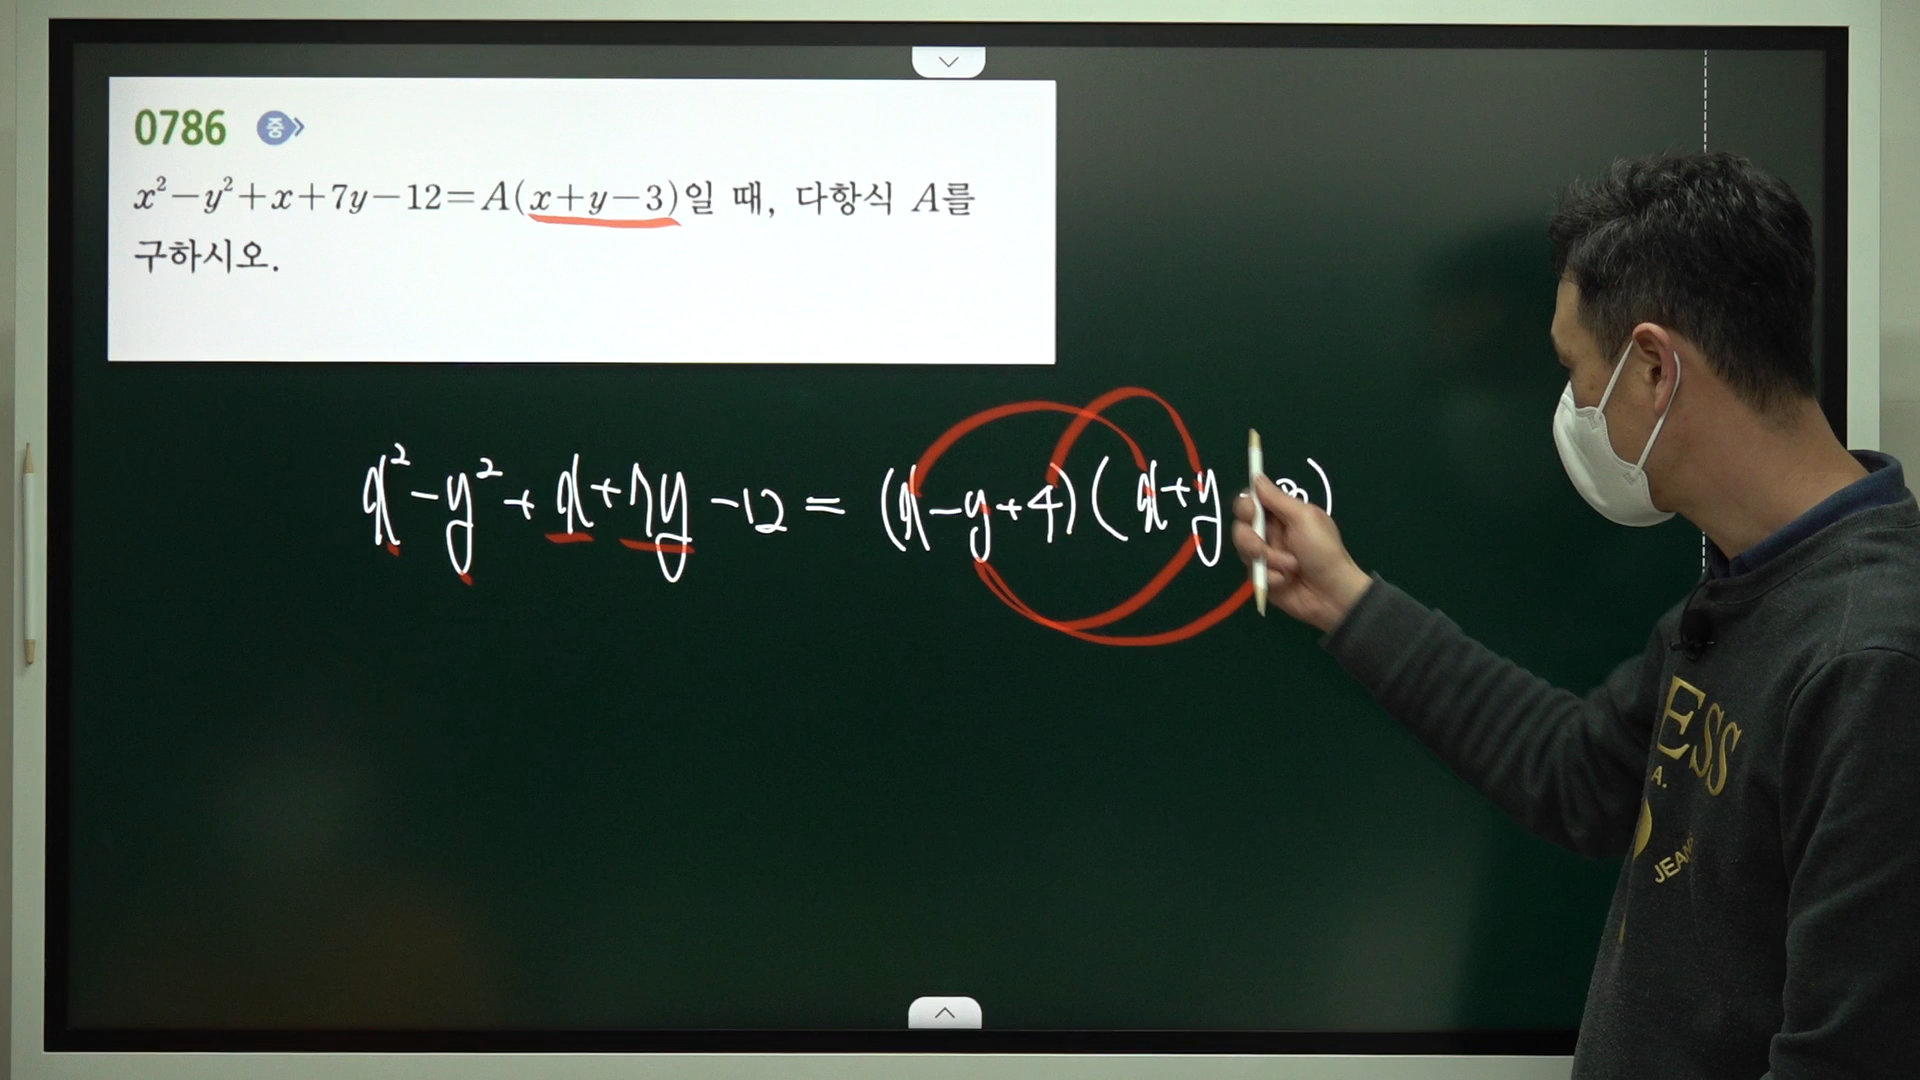 0786 중
x²−y²+x+7y−12=A(x+y−3)일 때, 다항식 A를
구하시오.
x²−y²+x+7y−12=(x−y+4)(x+y 3)
ESS
A.
JEAN